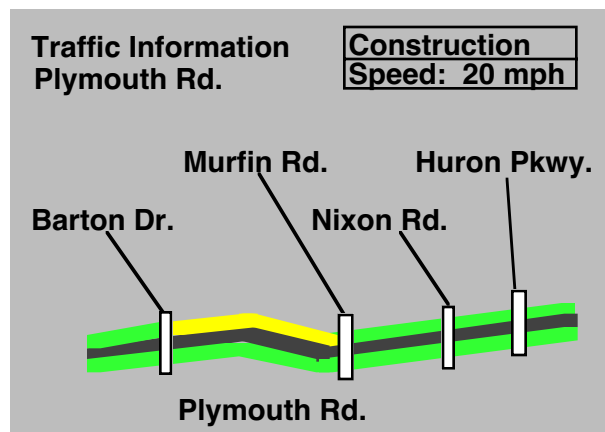 Traffic Information
Plymouth Rd.
Construction
Speed: 20 mph
Murfin Rd.
Huron Pkwy.
Barton Dr.
Nixon Rd.
Plymouth Rd.